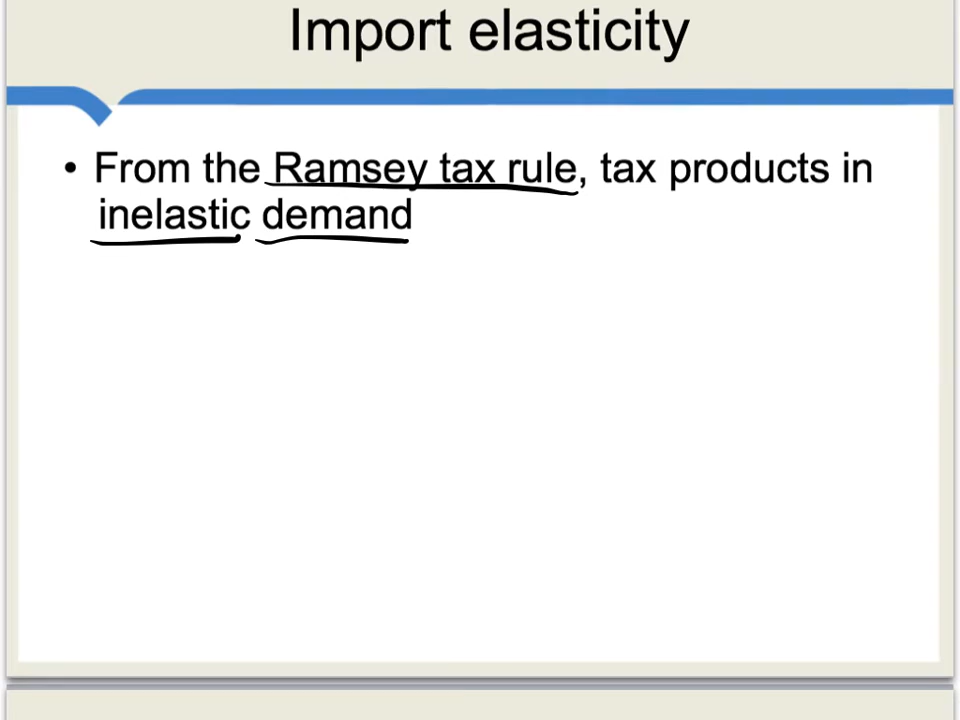 Import elasticity
• From the Ramsey tax rule, tax products in
inelastic demand